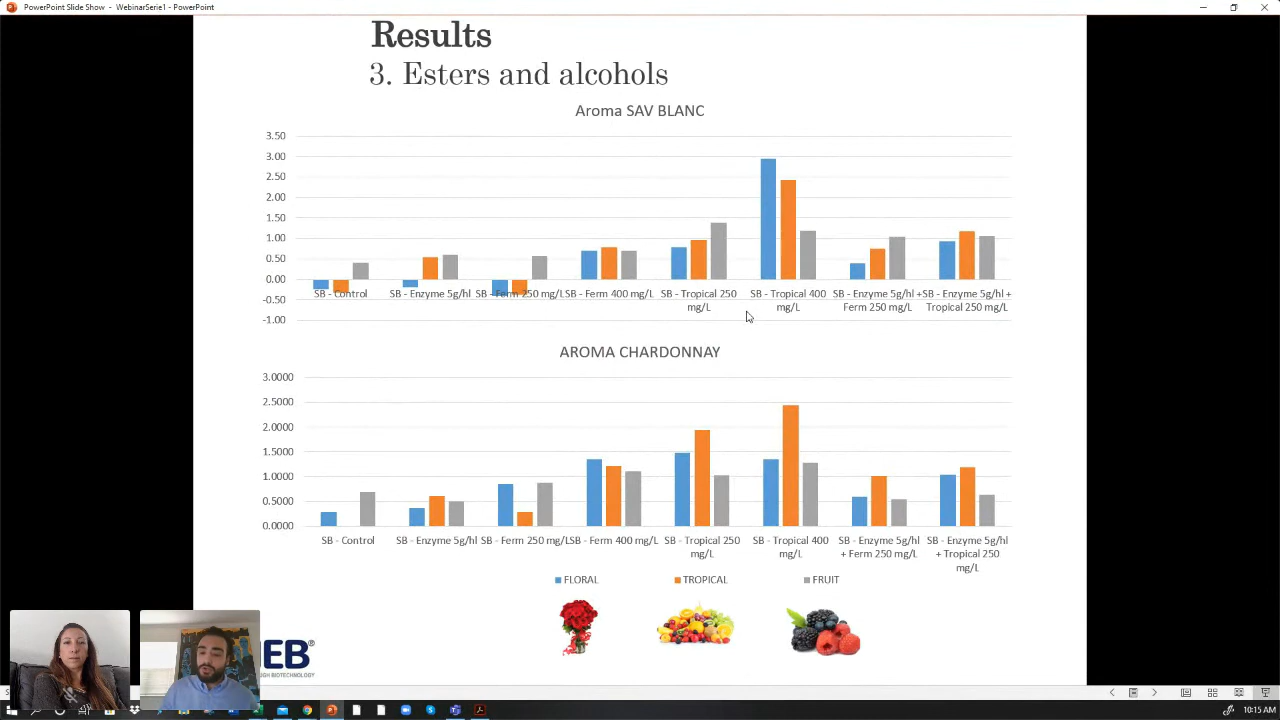 PowerPoint Slide Show - WebinarSerie1 - PowerPoint
Results
3. Esters and alcohols
Aroma SAV BLANC
3.50
3.00
2.50
2.00
1.50
1.00
0.50
0.00
-0.50
-1.00
SB - Control
SB - Enzyme 5g/hl
SB - Ferm 250 mg/L
SB - Ferm 400 mg/L
SB - Tropical 250
mg/L
SB - Tropical 400
mg/L
SB - Enzyme 5g/hl +
Ferm 250 mg/L
SB - Enzyme 5g/hl +
Tropical 250 mg/L
AROMA CHARDONNAY
3.0000
2.5000
2.0000
1.5000
1.0000
0.5000
0.0000
SB - Control
SB - Enzyme 5g/hl
SB - Ferm 250 mg/L
SB - Ferm 400 mg/L
SB - Tropical 250
mg/L
SB - Tropical 400
mg/L
SB - Enzyme 5g/hl
+ Ferm 250 mg/L
SB - Enzyme 5g/hl
+ Tropical 250
mg/L
FLORAL
TROPICAL
FRUIT
EB®
BIOTECHNOLOGY
10:15 AM